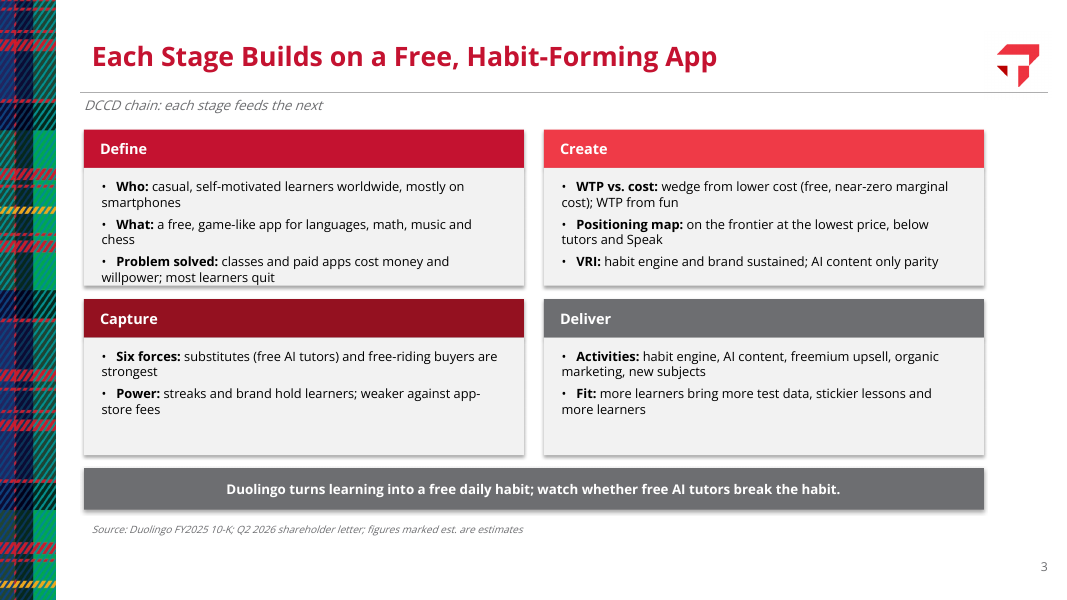 Each Stage Builds on a Free, Habit-Forming App
DCCD chain: each stage feeds the next
Define
• Who: casual, self-motivated learners worldwide, mostly on
smartphones
• What: a free, game-like app for languages, math, music and
chess
• Problem solved: classes and paid apps cost money and
willpower; most learners quit
Create
• WTP vs. cost: wedge from lower cost (free, near-zero marginal
cost); WTP from fun
• Positioning map: on the frontier at the lowest price, below
tutors and Speak
• VRI: habit engine and brand sustained; AI content only parity
Capture
• Six forces: substitutes (free AI tutors) and free-riding buyers are
strongest
• Power: streaks and brand hold learners; weaker against app-
store fees
Deliver
• Activities: habit engine, AI content, freemium upsell, organic
marketing, new subjects
• Fit: more learners bring more test data, stickier lessons and
more learners
Duolingo turns learning into a free daily habit; watch whether free AI tutors break the habit.
Source: Duolingo FY2025 10-K; Q2 2026 shareholder letter; figures marked est. are estimates
3